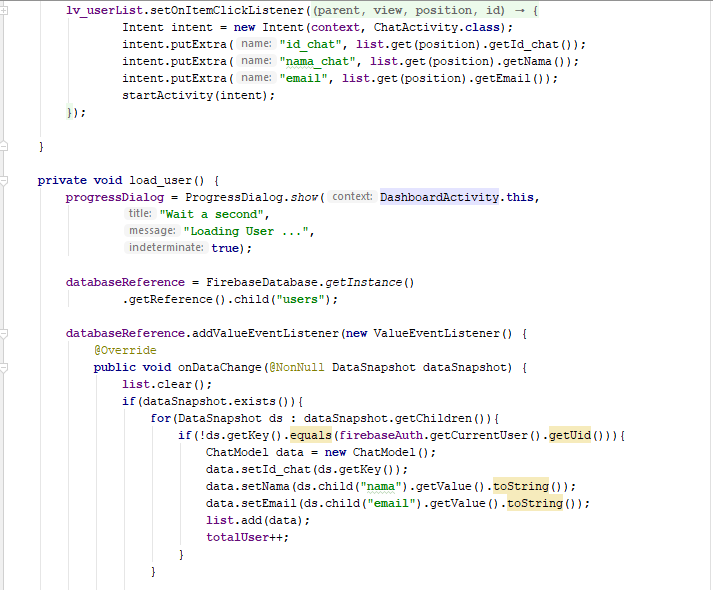 lv_userList.setOnItemClickListener((parent, view, position, id) → {
Intent intent = new Intent(context, ChatActivity.class);
intent.putExtra( name: "id_chat", list.get(position).getId_chat());
intent.putExtra( name: "nama_chat", list.get(position).getNama());
intent.putExtra( name: "email", list.get(position).getEmail());
startActivity(intent);
});
}
private void load_user() {
progressDialog = ProgressDialog.show( context: DashboardActivity.this,
title: "Wait a second",
message: "Loading User ...",
indeterminate: true);
databaseReference = FirebaseDatabase.getInstance()
.getReference().child("users");
databaseReference.addValueEventListener(new ValueEventListener() {
@Override
public void onDataChange(@NonNull DataSnapshot dataSnapshot) {
list.clear();
if(dataSnapshot.exists()){
for(DataSnapshot ds : dataSnapshot.getChildren()){
if(!ds.getKey().equals(firebaseAuth.getCurrentUser().getUid())){
ChatModel data = new ChatModel();
data.setId_chat(ds.getKey());
data.setNama(ds.child("nama").getValue().toString());
data.setEmail(ds.child("email").getValue().toString());
list.add(data);
totalUser++;
}
}